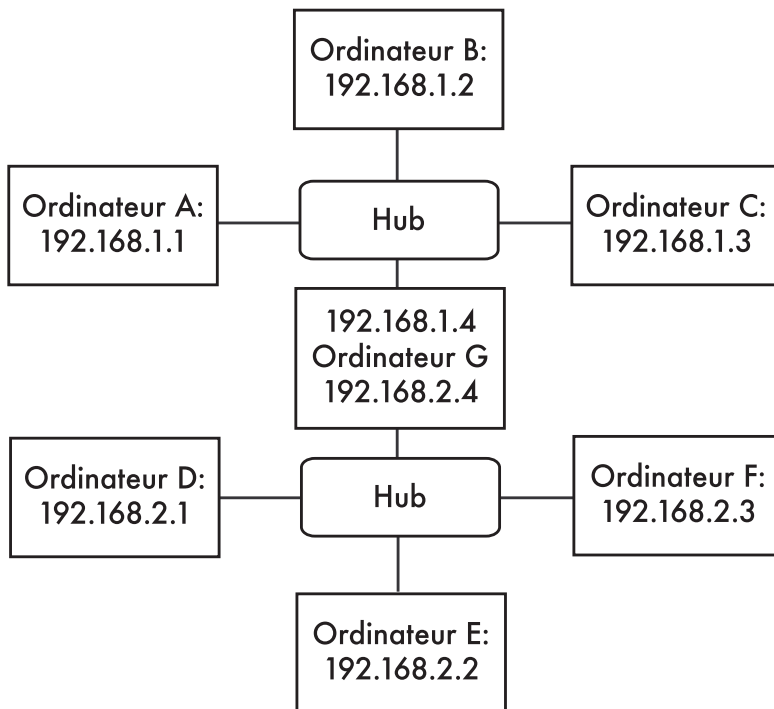 Ordinateur B:
192.168.1.2
Ordinateur A:
192.168.1.1
Hub
Ordinateur C:
192.168.1.3
192.168.1.4
Ordinateur G
192.168.2.4
Ordinateur D:
192.168.2.1
Hub
Ordinateur F:
192.168.2.3
Ordinateur E:
192.168.2.2